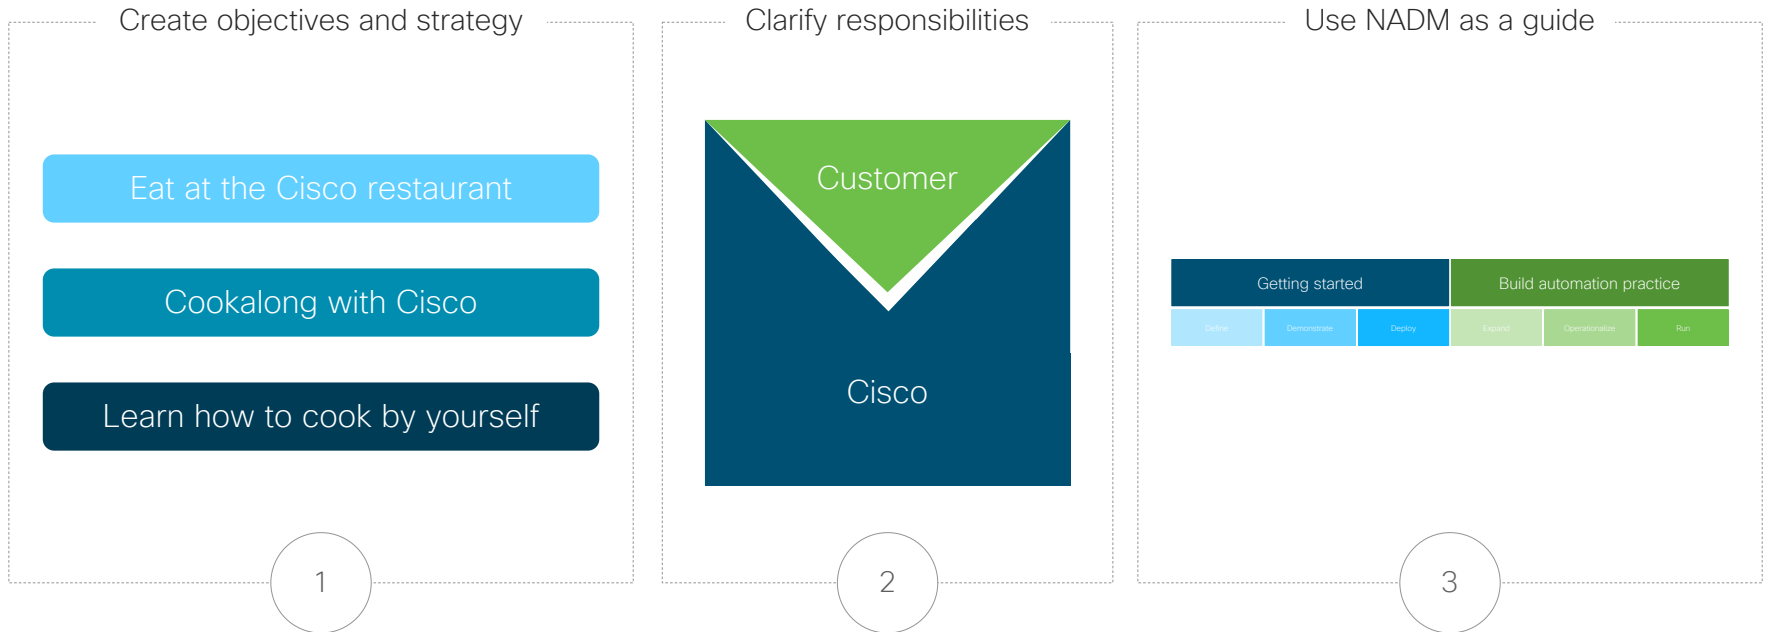 Create objectives and strategy
Eat at the Cisco restaurant
Cookalong with Cisco
Learn how to cook by yourself
1
Clarify responsibilities
Customer
Cisco
2
Use NADM as a guide
Getting started
Build automation practice
Define
Demonstrate
Deploy
Expand
Operationalize
Run
3